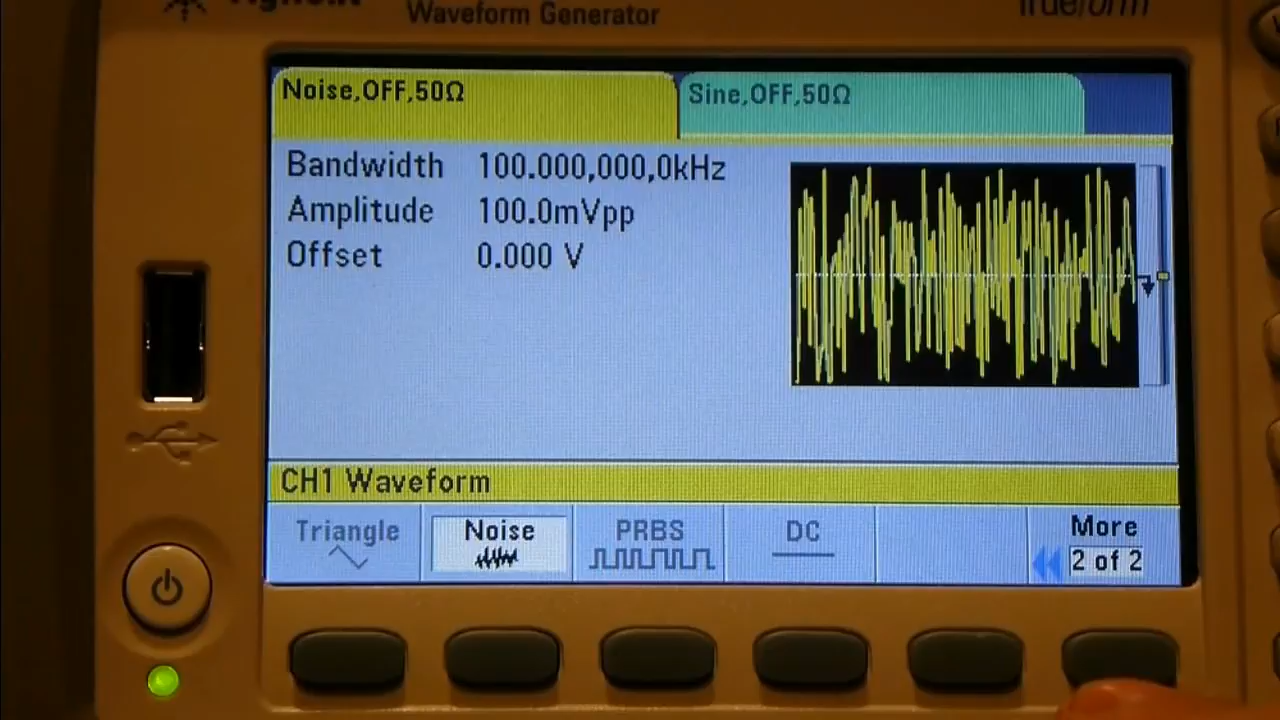 Waveform Generator
Trueform
Noise,OFF,50Ω
Sine,OFF,50Ω
Bandwidth 100.000,000,0kHz
Amplitude 100.0mVpp
Offset 0.000 V
CH1 Waveform
Triangle
Noise
PRBS
DC
More
2 of 2